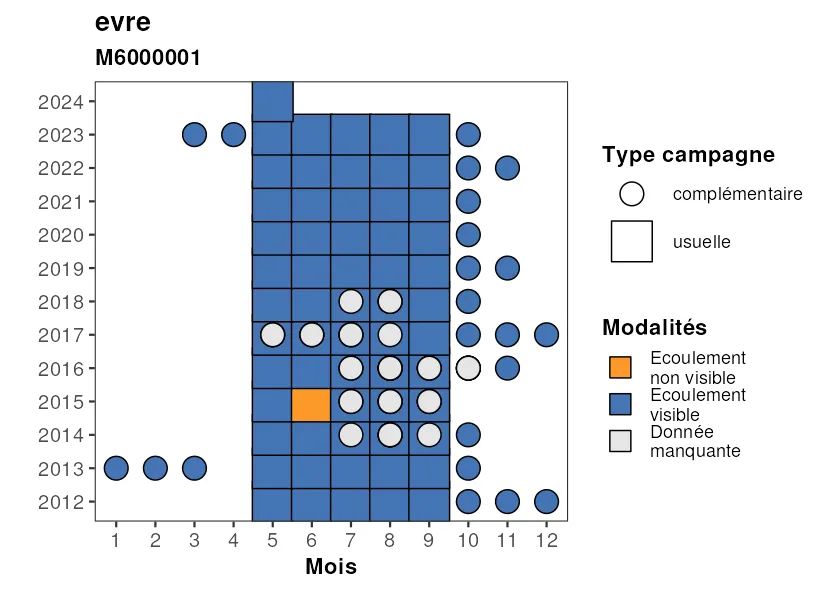 evre
M6000001
2024
2023
2022
2021
2020
2019
2018
2017
2016
2015
2014
2013
2012
1 2 3 4 5 6 7 8 9 10 11 12
Mois
Type campagne
complémentaire
usuelle
Modalités
Ecoulement
non visible
Ecoulement
visible
Donnée
manquante